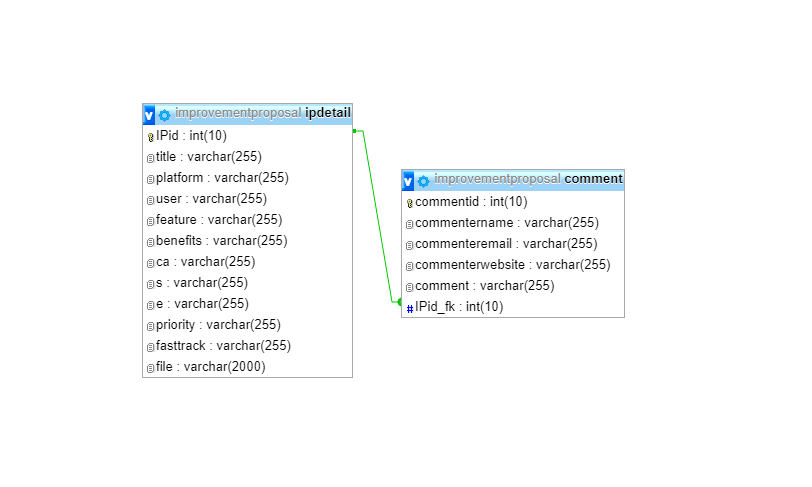 v improvementproposal ipdetail
IPid : int(10)
title : varchar(255)
platform : varchar(255)
user : varchar(255)
feature : varchar(255)
benefits : varchar(255)
ca : varchar(255)
s : varchar(255)
e : varchar(255)
priority : varchar(255)
fasttrack : varchar(255)
file : varchar(2000)
v improvementproposal comment
commentid : int(10)
commentername : varchar(255)
commenteremail : varchar(255)
commenterwebsite : varchar(255)
comment : varchar(255)
# IPid_fk : int(10)